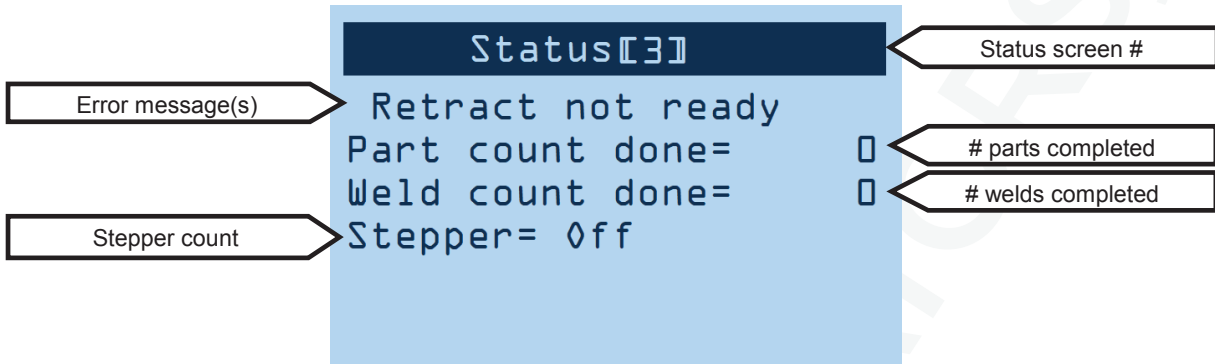 Status[3]
Status screen #
Error message(s)
Retract not ready
Part count done= 0
# parts completed
Weld count done= 0
# welds completed
Stepper count
Stepper= Off